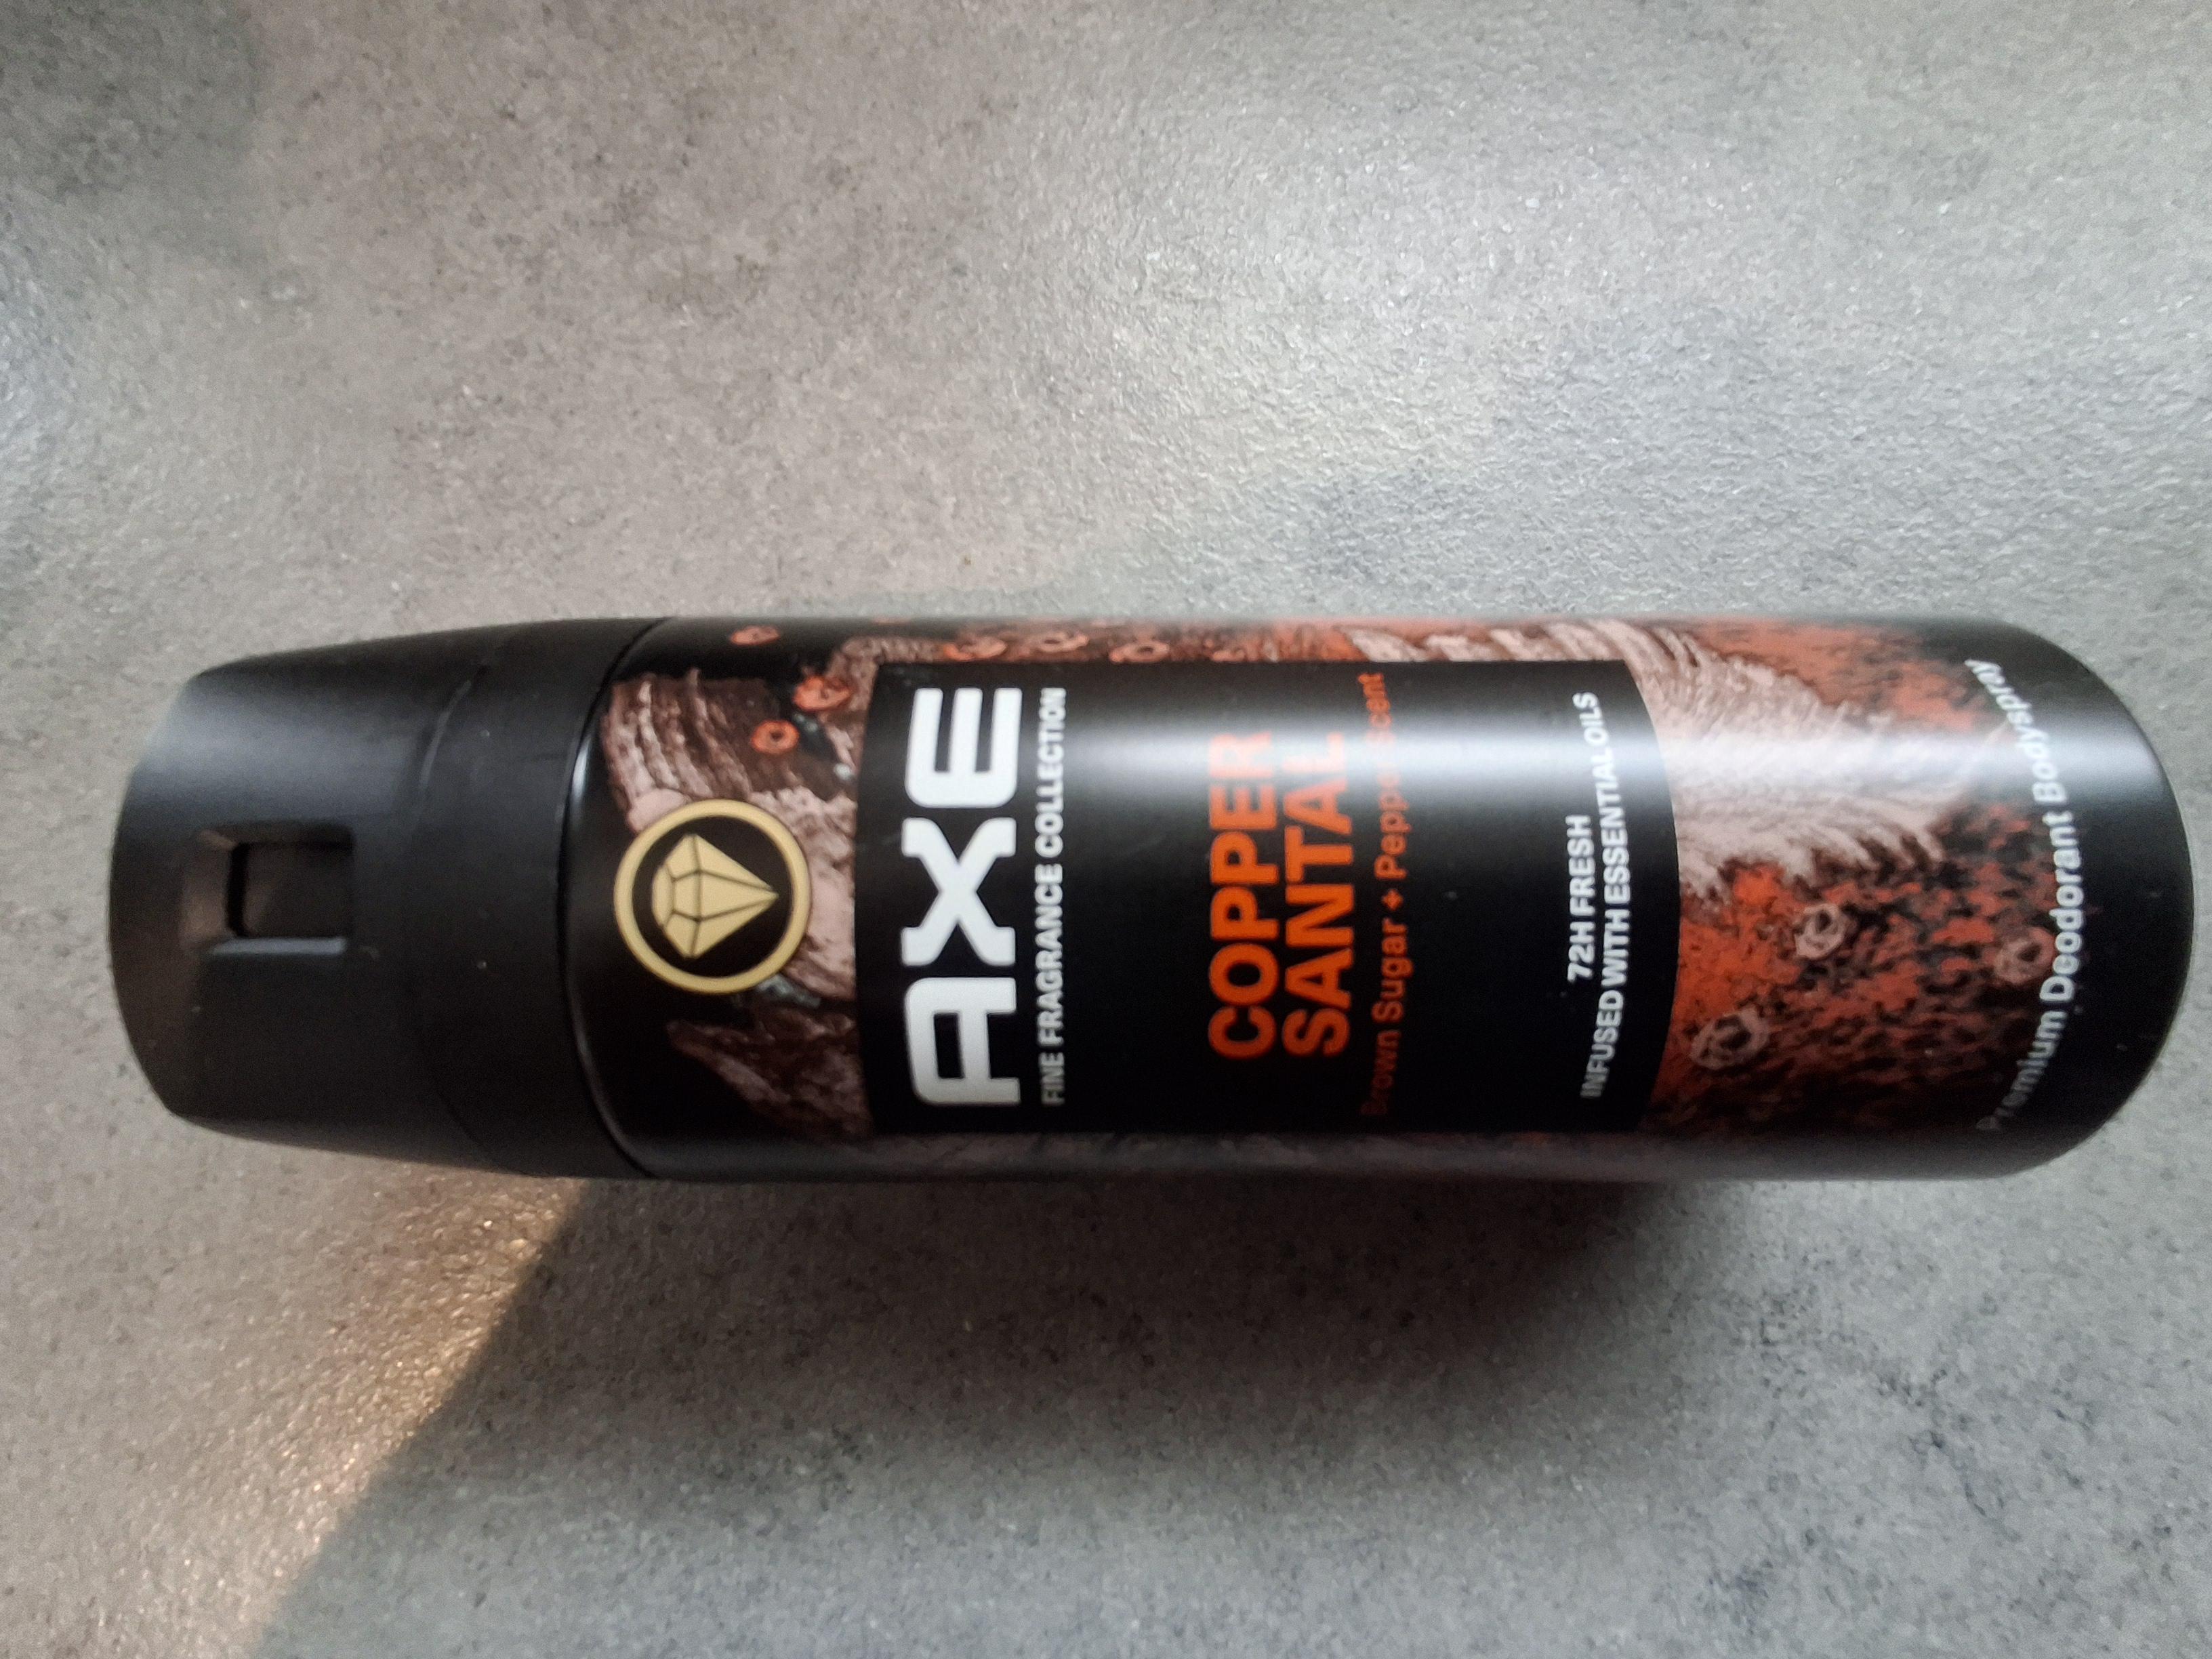 AXE
FINE FRAGRANCE COLLECTION
COPPER
SANTAL
Brown Sugar + Pepper Scent
72H FRESH
INFUSED WITH ESSENTIAL OILS
Premium Deodorant Bodyspray